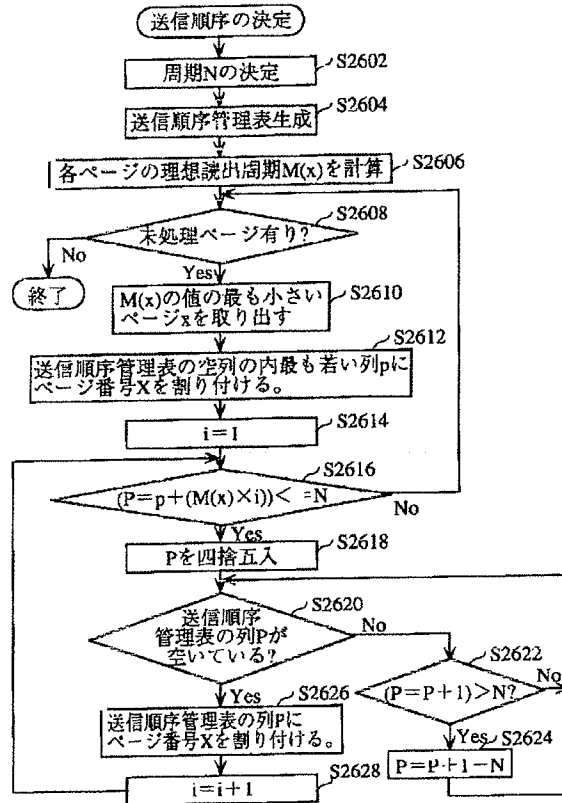 送信順序の決定
周期Nの決定
S2602
送信順序管理表生成
S2604
各ページの理想読出周期M(x)を計算
S2606
未処理ページ有り?
S2608
No
Yes
終了
M(x)の値の最も小さい
ページxを取り出す
S2610
送信順序管理表の空列の内最も若い列pに
ページ番号Xを割り付ける。
S2612
i=1
S2614
(P=p+(M(x)×i))<=N
S2616
No
Yes
Pを四捨五入
S2618
送信順序
管理表の列Pが
空いている?
S2620
No
Yes
(P=P+1)>N?
S2622
No
Yes
P=P+1-N
S2624
送信順序管理表の列Pに
ページ番号Xを割り付ける。
S2626
i=i+1
S2628